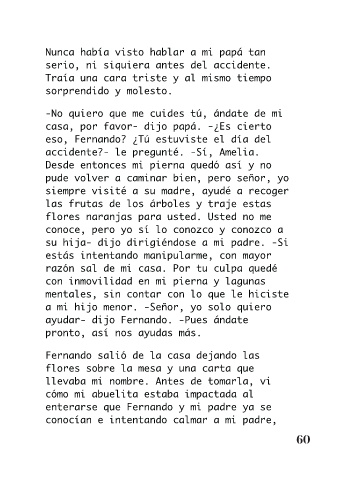 Nunca había visto hablar a mi papá tan
serio, ni siquiera antes del accidente.
Traía una cara triste y al mismo tiempo
sorprendido y molesto.
-No quiero que me cuides tú, ándate de mi
casa, por favor- dijo papá. -¿Es cierto
eso, Fernando? ¿Tú estuviste el día del
accidente?- le pregunté. -Sí, Amelia.
Desde entonces mi pierna quedó así y no
pude volver a caminar bien, pero señor, yo
siempre visité a su madre, ayudé a recoger
las frutas de los árboles y traje estas
flores naranjas para usted. Usted no me
conoce, pero yo sí lo conozco y conozco a
su hija- dijo dirigiéndose a mi padre. -Si
estás intentando manipularme, con mayor
razón sal de mi casa. Por tu culpa quedé
con inmovilidad en mi pierna y lagunas
mentales, sin contar con lo que le hiciste
a mi hijo menor. -Señor, yo solo quiero
ayudar- dijo Fernando. -Pues ándate
pronto, así nos ayudas más.
Fernando salió de la casa dejando las
flores sobre la mesa y una carta que
llevaba mi nombre. Antes de tomarla, vi
cómo mi abuelita estaba impactada al
enterarse que Fernando y mi padre ya se
conocían e intentando calmar a mi padre,
60